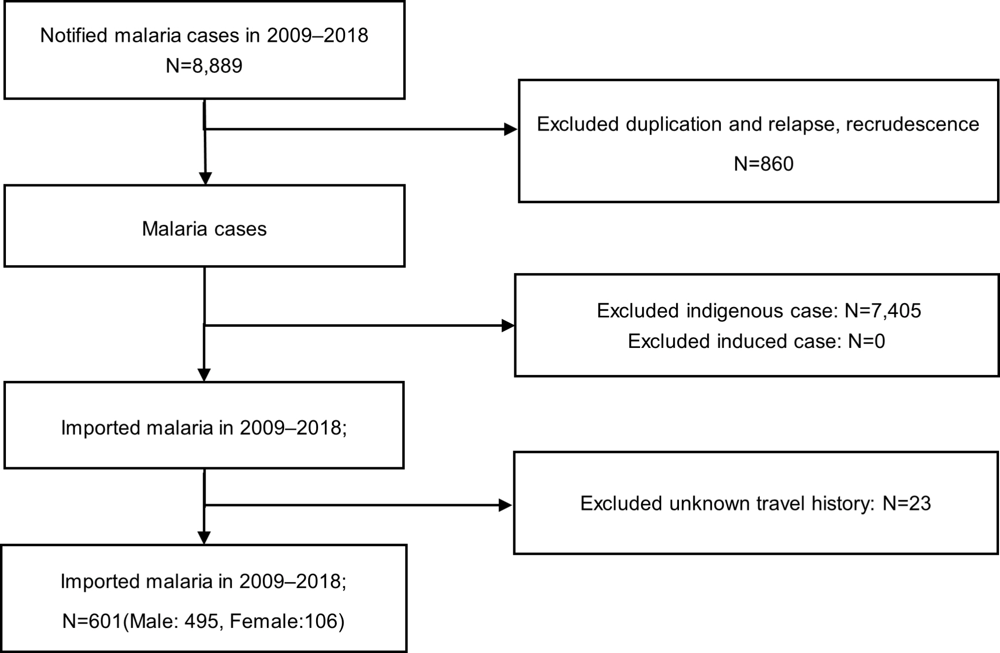 Notified malaria cases in 2009–2018
N=8,889
Excluded duplication and relapse, recrudescence
N=860
Malaria cases
Excluded indigenous case: N=7,405
Excluded induced case: N=0
Imported malaria in 2009–2018;
Excluded unknown travel history: N=23
Imported malaria in 2009–2018;
N=601(Male: 495, Female:106)